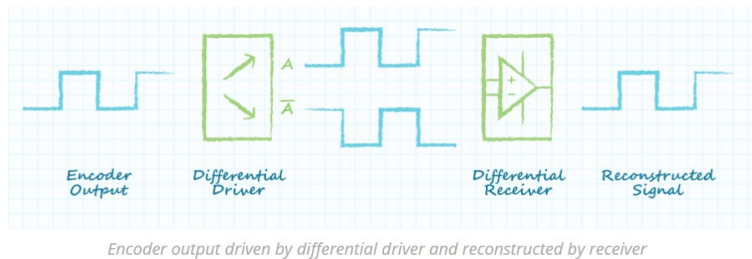 A
A
+
-
Encoder
Output
Differential
Driver
Differential
Receiver
Reconstructed
Signal
Encoder output driven by differential driver and reconstructed by receiver